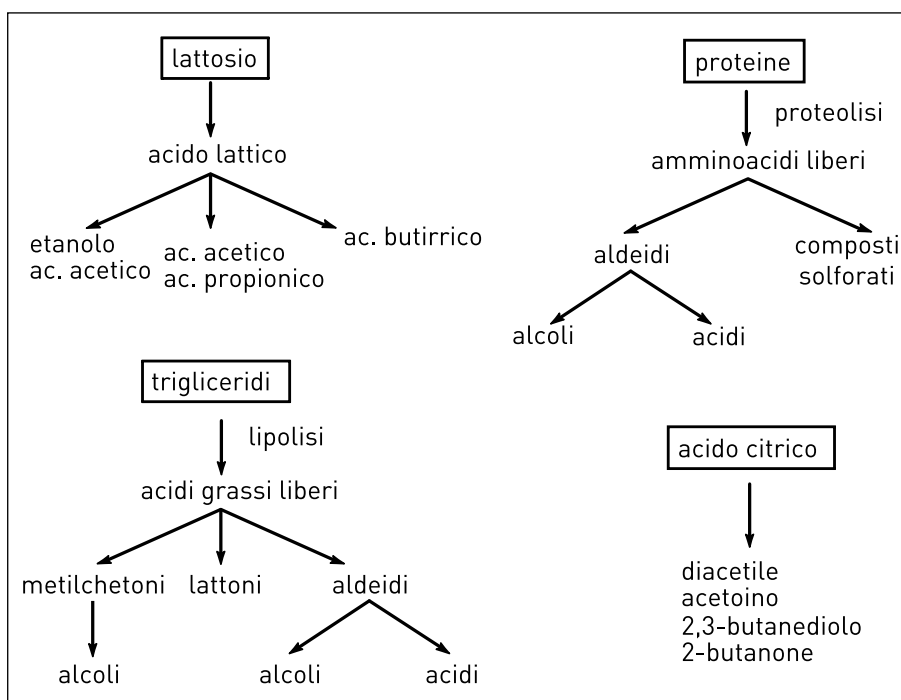 lattosio
acido lattico
etanolo
ac. acetico
ac. acetico
ac. propionico
ac. butirrico
proteine
proteolisi
amminoacidi liberi
aldeidi
composti
solforati
alcoli
acidi
trigliceridi
lipolisi
acidi grassi liberi
metilchetoni
lattoni
aldeidi
alcoli
alcoli
acidi
acido citrico
diacetile
acetoino
2,3-butanediolo
2-butanone